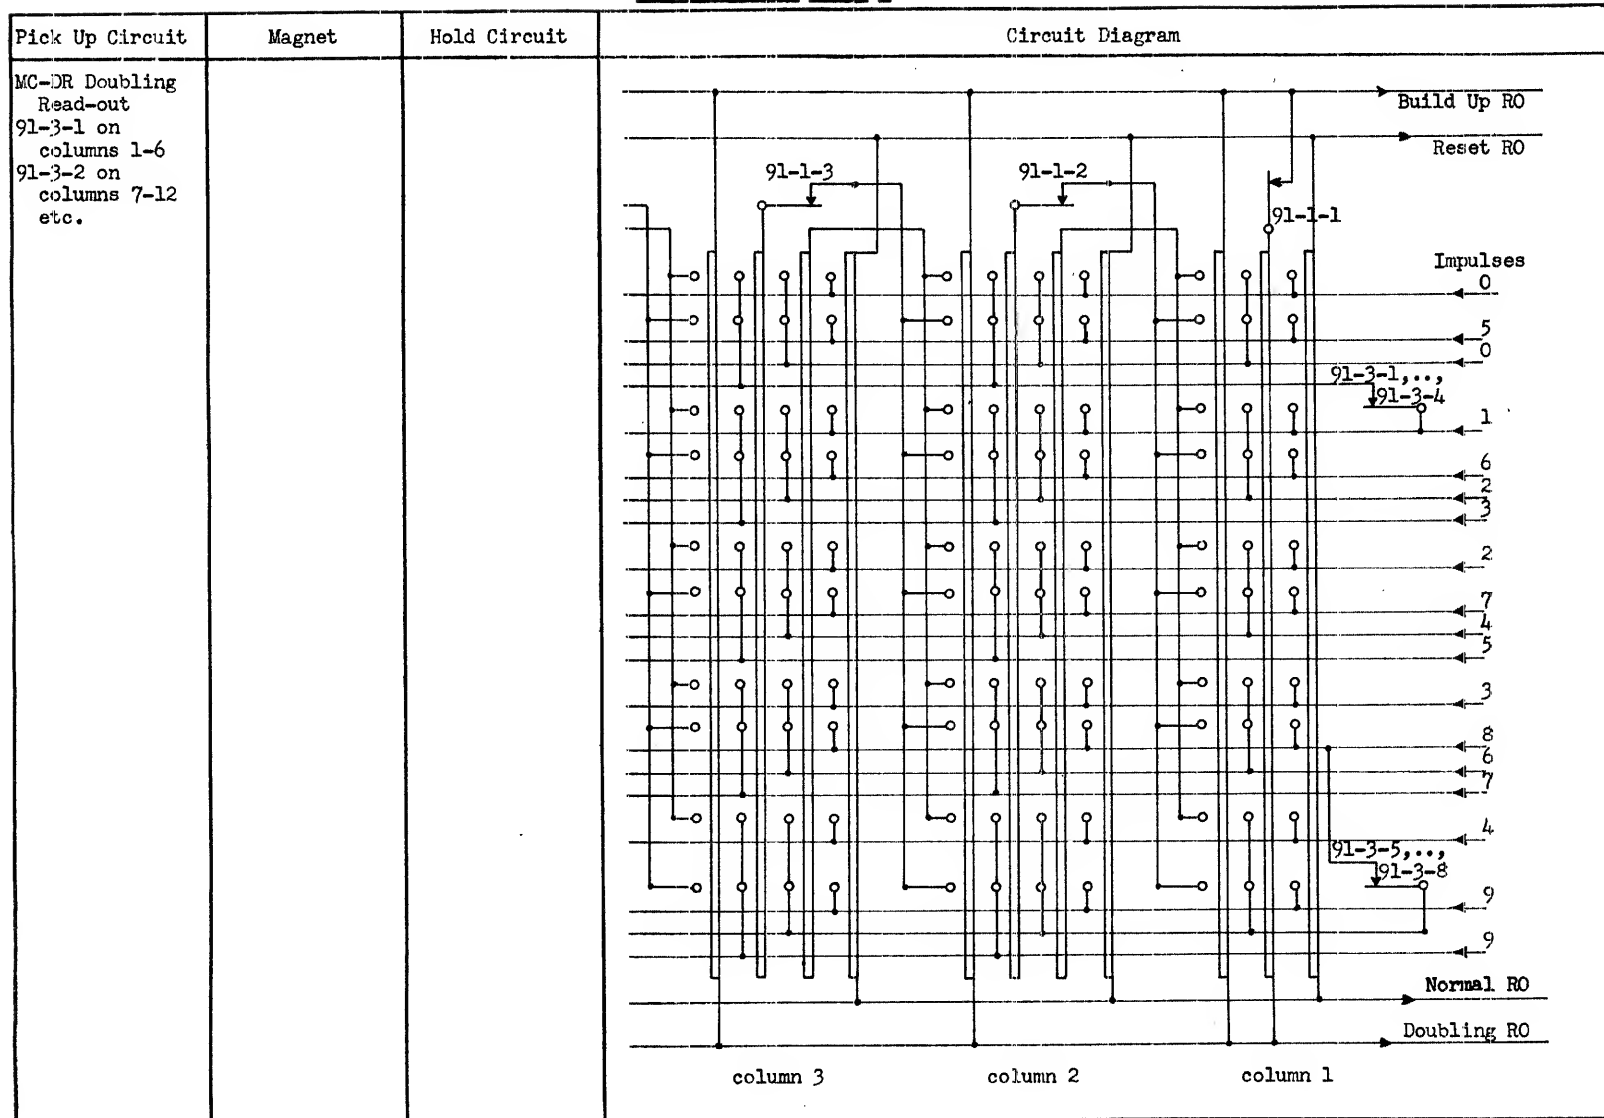 Pick Up Circuit
Magnet
Hold Circuit
Circuit Diagram
MC-DR Doubling
Read-out
91-3-1 on
columns 1-6
91-3-2 on
columns 7-12
etc.
Build Up RO
Reset RO
91-1-3
91-1-2
91-1-1
Impulses
0
5
0
91-3-1,..,
91-3-4
1
6
2
3
2
7
4
5
3
8
6
7
4
91-3-5,..,
91-3-8
9
9
Normal RO
Doubling RO
column 3
column 2
column 1